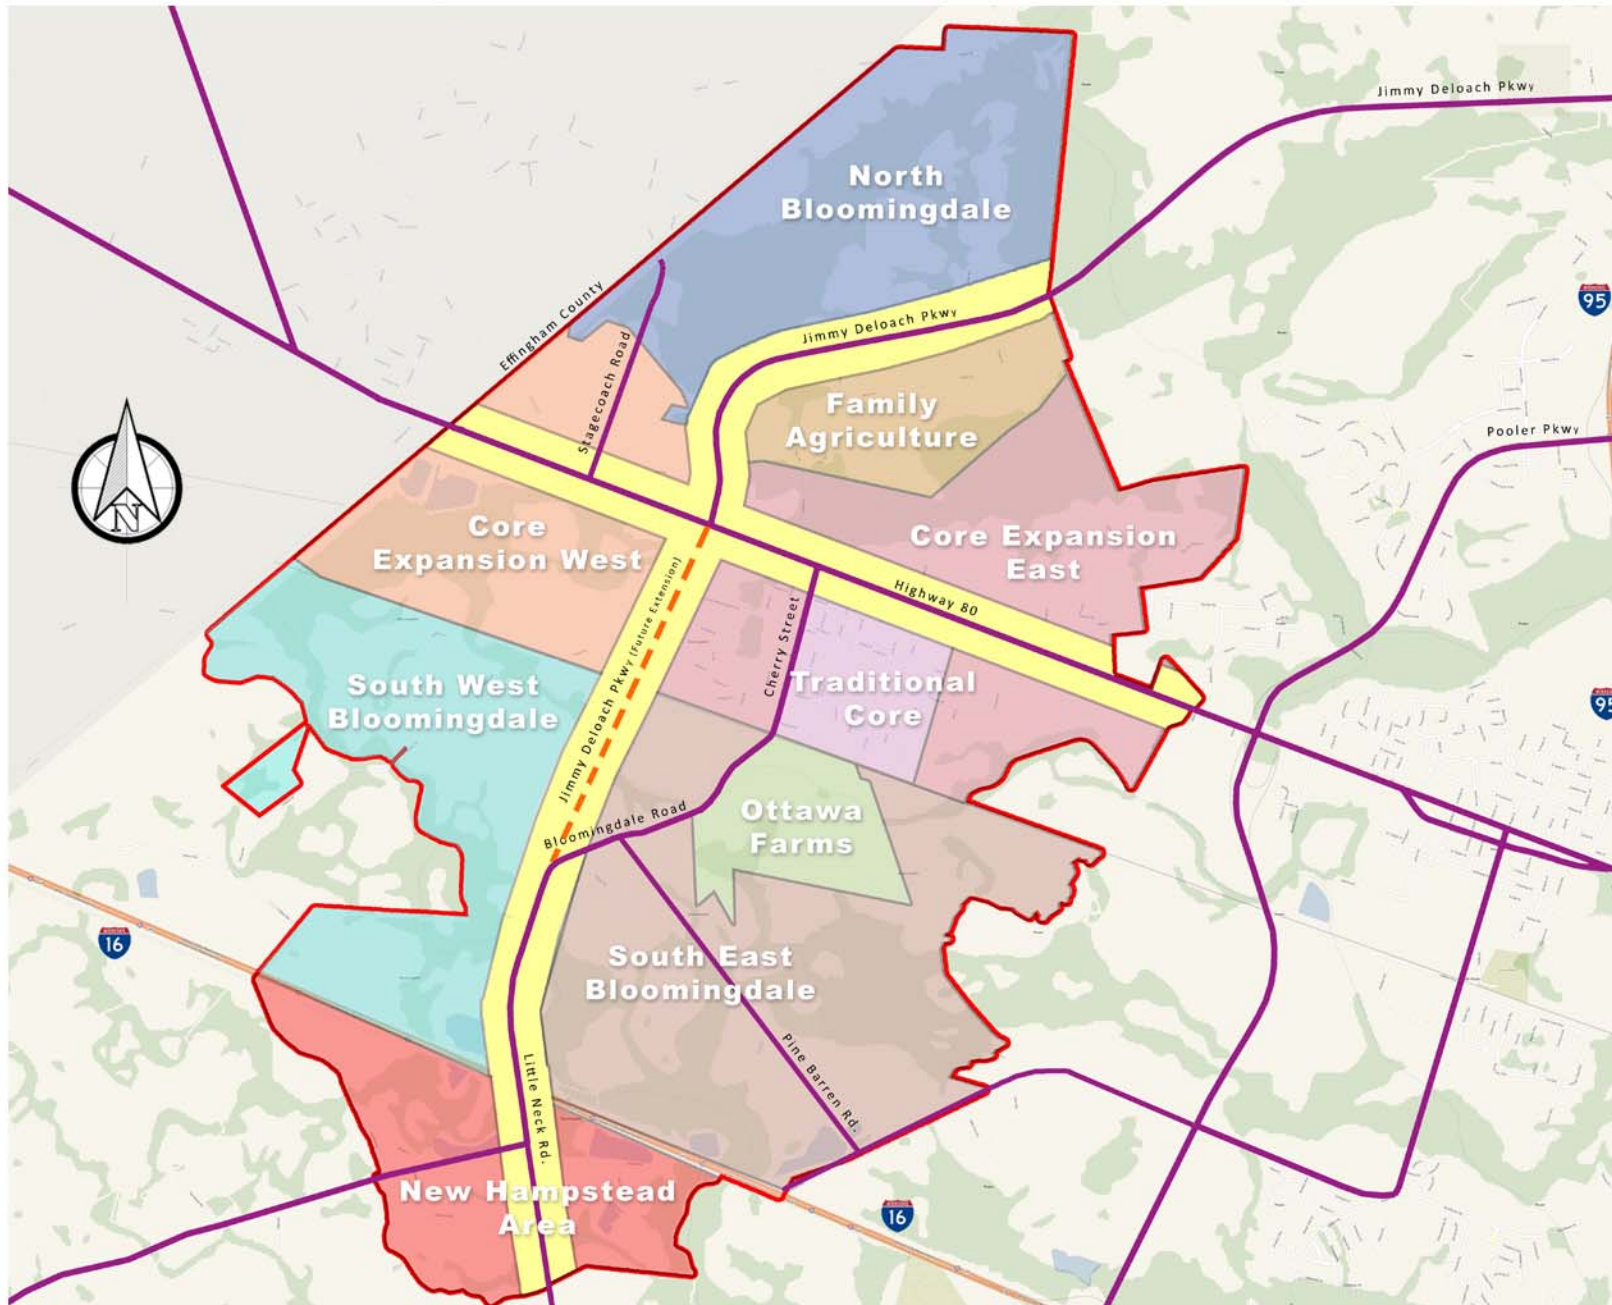 Jimmy Deloach Pkwy
North
Bloomingdale
95
Effingham County
Jimmy Deloach Pkwy
Stagecoach Road
Family
Agriculture
Pooler Pkwy
N
Core
Expansion West
Core Expansion
East
Jimmy Deloach Pkwy (Future Extension)
Highway 80
Cherry Street
South West
Bloomingdale
Traditional
Core
95
Ottawa
Farms
Bloomingdale Road
16
South East
Bloomingdale
Pine Barren Rd.
Little Neck Rd.
New Hampstead
Area
16